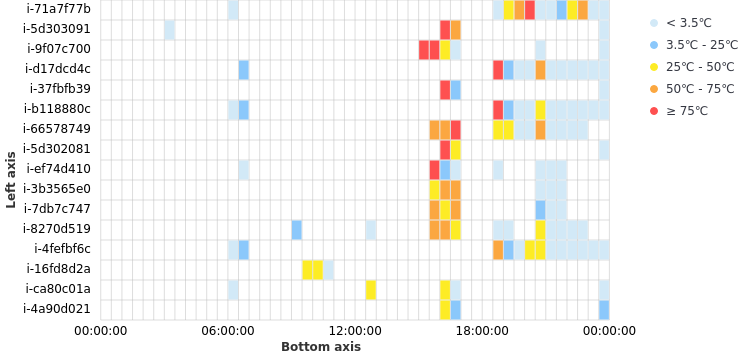 i-71a7f77b
i-5d303091
i-9f07c700
i-d17dcd4c
i-37fbfb39
i-b118880c
i-66578749
i-5d302081
i-ef74d410
i-3b3565e0
i-7db7c747
i-8270d519
i-4fefbf6c
i-16fd8d2a
i-ca80c01a
i-4a90d021
Left axis
00:00:00 06:00:00 12:00:00 18:00:00 00:00:00
Bottom axis
< 3.5℃
3.5℃ - 25℃
25℃ - 50℃
50℃ - 75℃
≥ 75℃